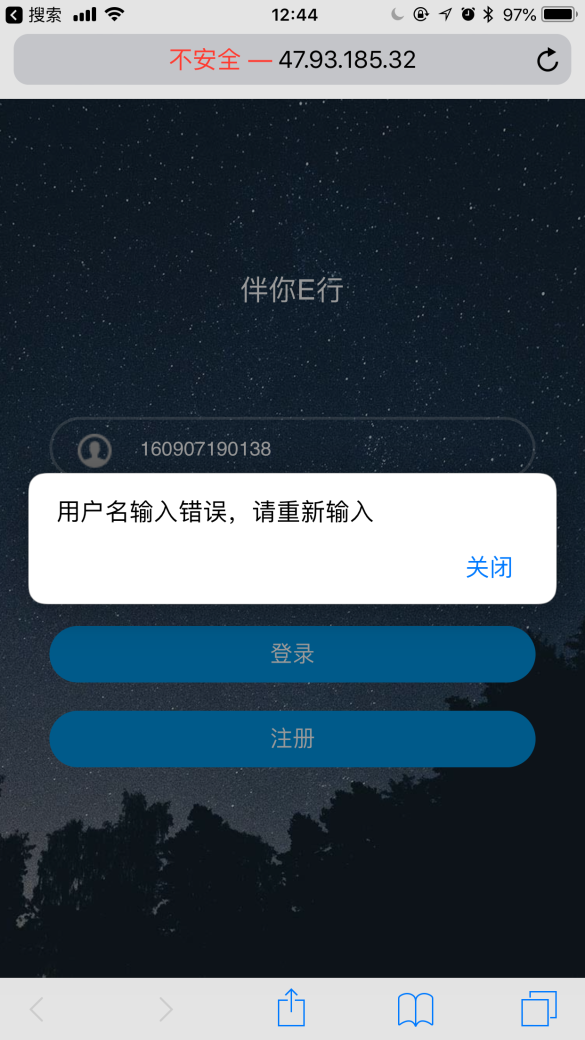 搜索
12:44
97%
不安全 — 47.93.185.32
伴你E行
160907190138
用户名输入错误，请重新输入
关闭
登录
注册